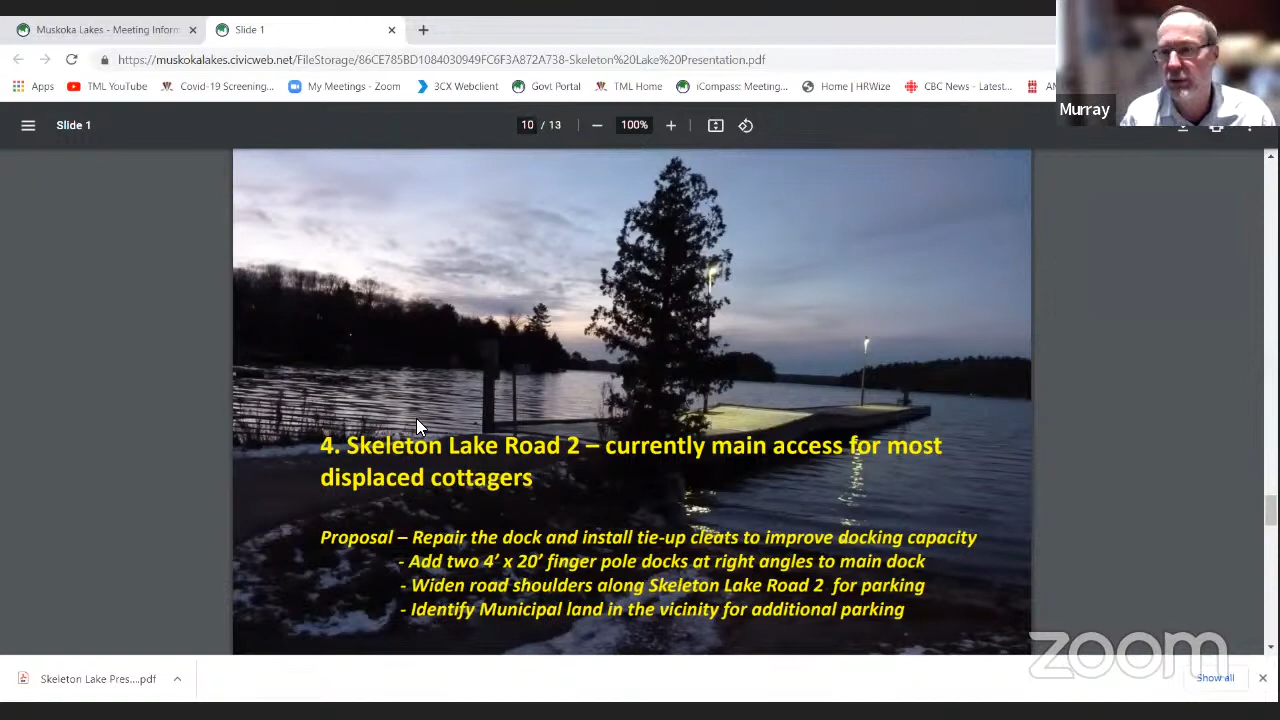 Muskoka Lakes - Meeting Inform
Slide 1
https://muskokalakes.civicweb.net/FileStorage/86CE785BD1084030949FC6F3A872A738-Skeleton%20Lake%20Presentation.pdf
Apps
TML YouTube
Covid-19 Screening...
My Meetings - Zoom
3CX Webclient
Govt Portal
TML Home
iCompass: Meeting...
Home | HRWize
CBC News - Latest...
AM
Murray
Slide 1
10 / 13
100%
4. Skeleton Lake Road 2 – currently main access for most
displaced cottagers
Proposal – Repair the dock and install tie-up cleats to improve docking capacity
- Add two 4’ x 20’ finger pole docks at right angles to main dock
- Widen road shoulders along Skeleton Lake Road 2 for parking
- Identify Municipal land in the vicinity for additional parking
zoom
Skeleton Lake Pres....pdf
Show all